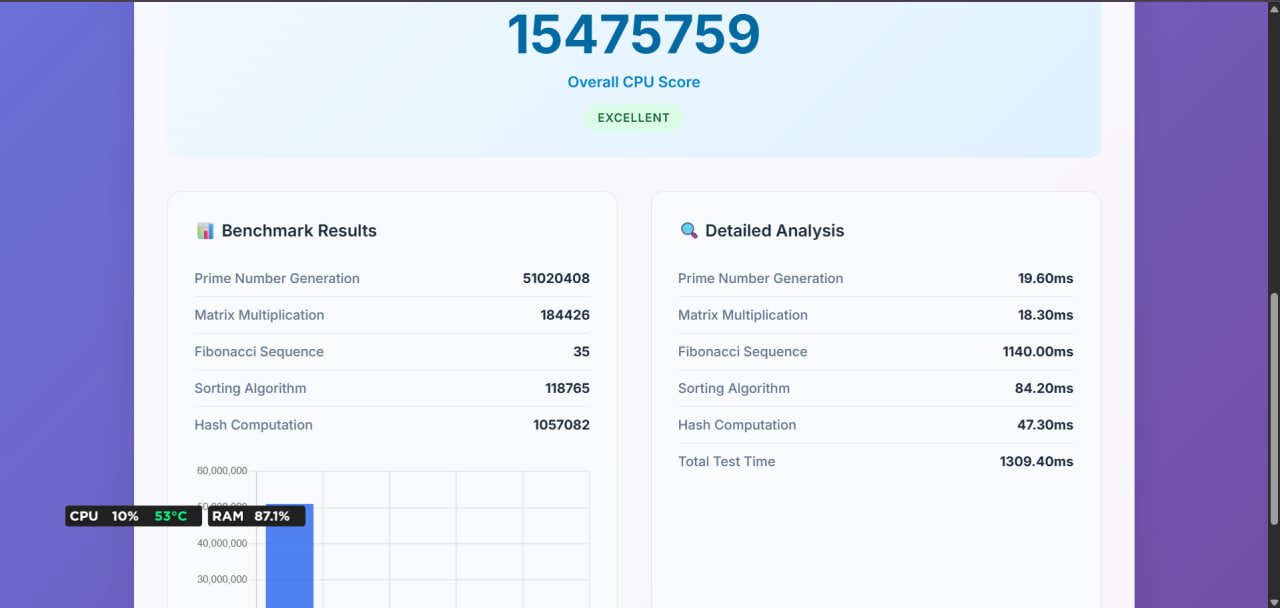 15475759
Overall CPU Score
EXCELLENT
📊 Benchmark Results
Prime Number Generation 51020408
Matrix Multiplication 184426
Fibonacci Sequence 35
Sorting Algorithm 118765
Hash Computation 1057082
60,000,000
40,000,000
30,000,000
🔍 Detailed Analysis
Prime Number Generation 19.60ms
Matrix Multiplication 18.30ms
Fibonacci Sequence 1140.00ms
Sorting Algorithm 84.20ms
Hash Computation 47.30ms
Total Test Time 1309.40ms
CPU 10% 53°C RAM 87.1%